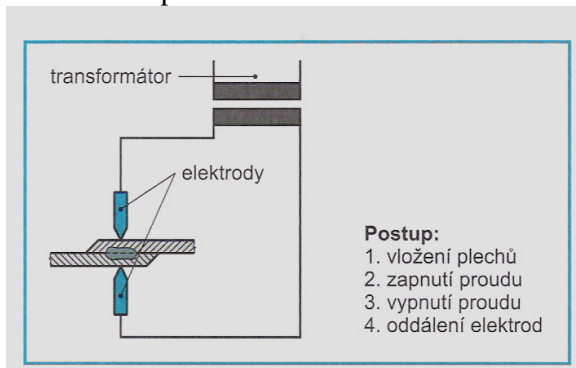 transformátor
elektrody
Postup:
1. vložení plechů
2. zapnutí proudu
3. vypnutí proudu
4. oddálení elektrod